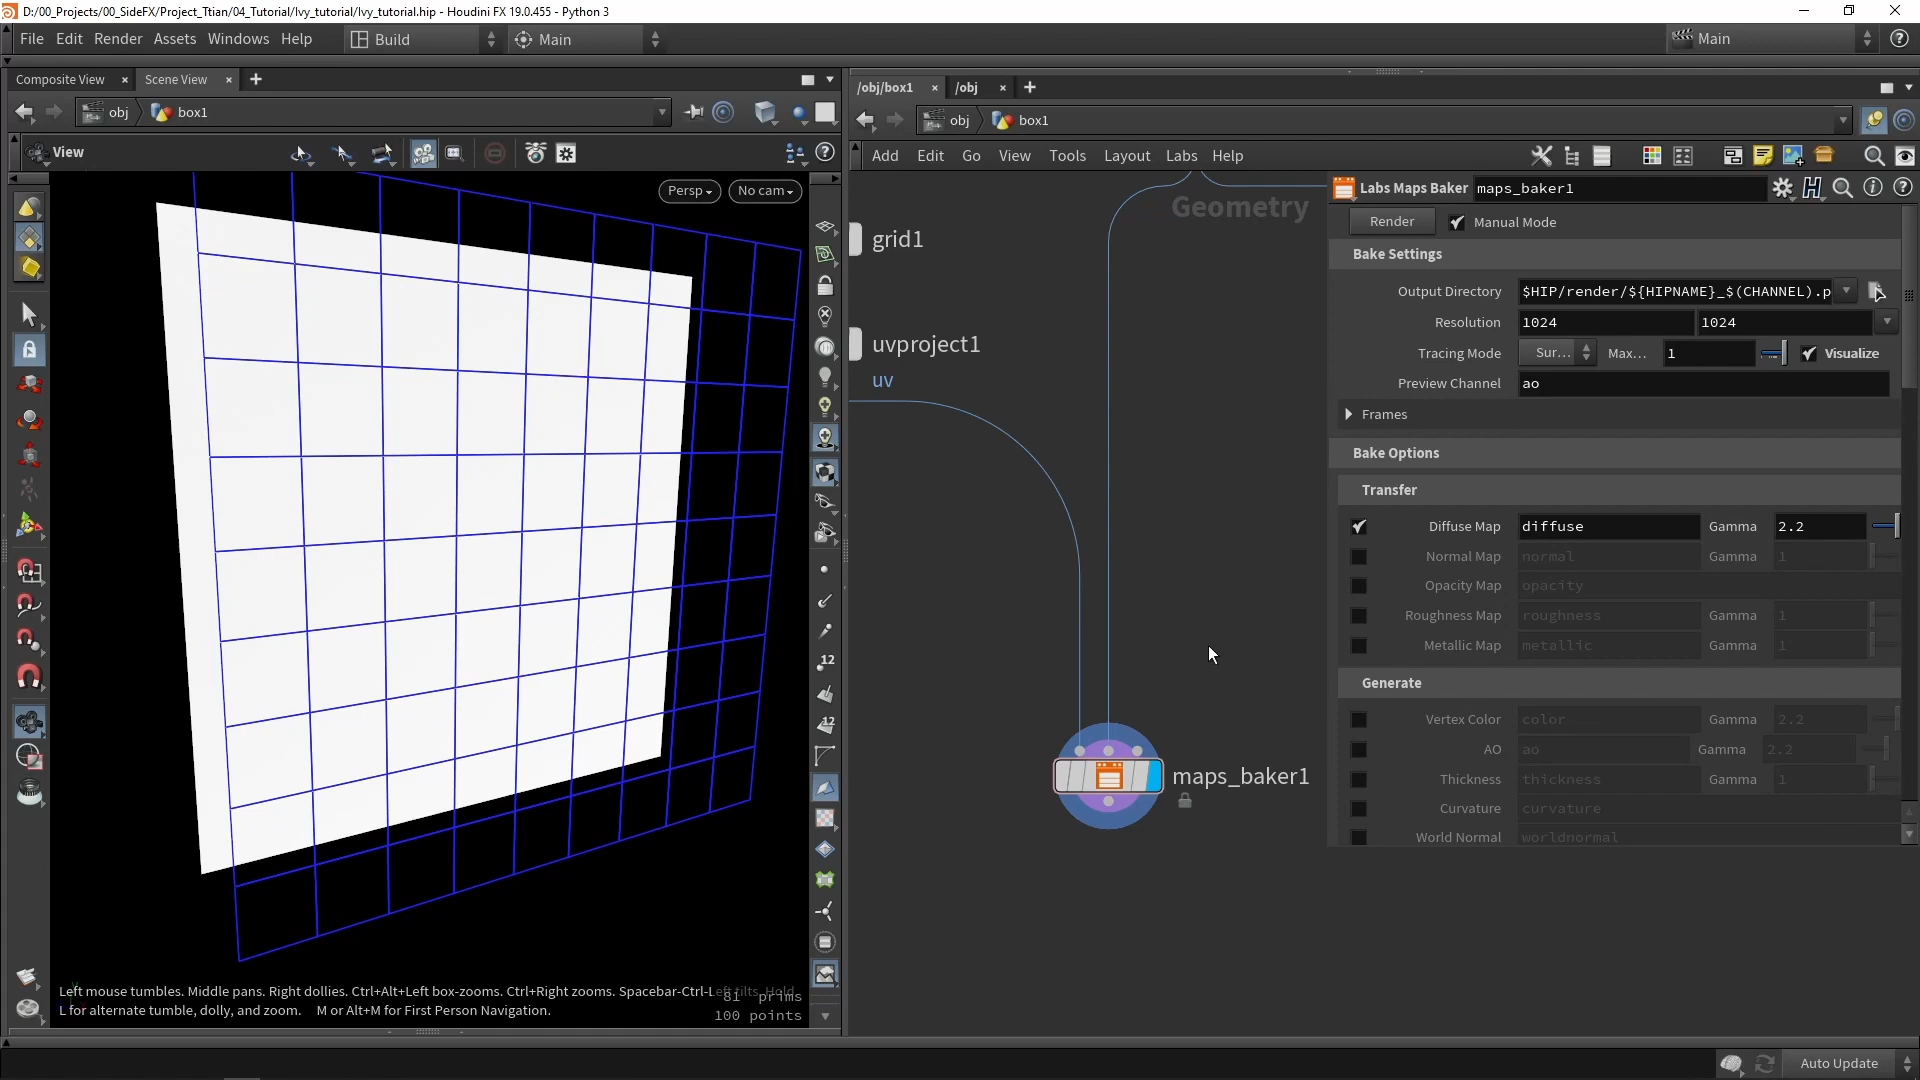 D:/00_Projects/00_SideFX/Project_Ttian/04_Tutorial/Ivy_tutorial/Ivy_tutorial.hip - Houdini FX 19.0.455 - Python 3
File Edit Render Assets Windows Help Build Main Main
Composite View Scene View
obj box1
View
Persp No cam
Left mouse tumbles. Middle pans. Right dollies. Ctrl+Alt+Left box-zooms. Ctrl+Right zooms. Spacebar-Ctrl-Left tilts. Hold
L for alternate tumble, dolly, and zoom. M or Alt+M for First Person Navigation.
81 prims
100 points
12
12
/obj/box1 /obj
obj box1
Add Edit Go View Tools Layout Labs Help
Geometry
grid1
uvproject1
uv
maps_baker1
Labs Maps Baker maps_baker1
Render Manual Mode
Bake Settings
Output Directory $HIP/render/${HIPNAME}_$(CHANNEL).p
Resolution 1024 1024
Tracing Mode Sur... Max... 1 Visualize
Preview Channel ao
Frames
Bake Options
Transfer
Diffuse Map diffuse Gamma 2.2
Normal Map normal Gamma 1
Opacity Map opacity
Roughness Map roughness Gamma 1
Metallic Map metallic Gamma 1
Generate
Vertex Color color Gamma 2.2
AO ao Gamma 2.2
Thickness thickness Gamma 1
Curvature curvature
World Normal worldnormal
Auto Update